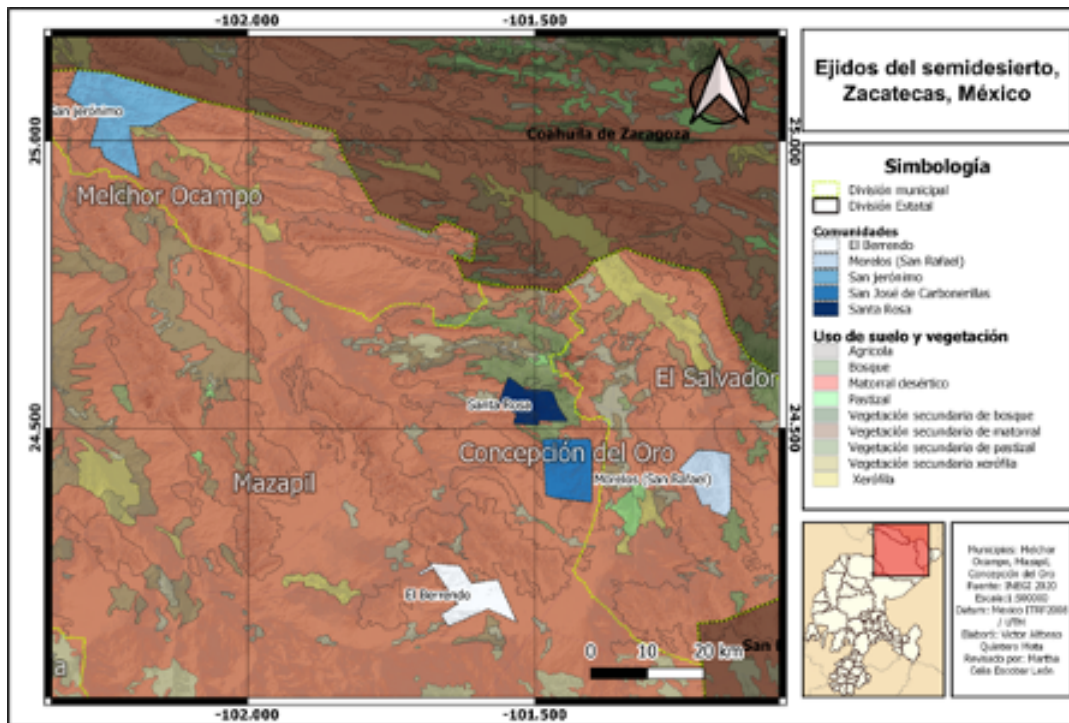 -102.000
-101.500
Ejidos del semidesierto,
Zacatecas, México
San jerónimo
Coahuila de Zaragoza
25.000
25.000
Melchor Ocampo
Simbología
División municipal
División Estatal
Comunidades
El Berrendo
Morelos (San Rafael)
San jerónimo
San José de Carbonerillas
Santa Rosa
Uso de suelo y vegetación
Agrícola
Bosque
Matorral desértico
Pastizal
Vegetación secundaria de bosque
Vegetación secundaria de matorral
Vegetación secundaria de pastizal
Vegetación secundaria xerófila
Xerófila
El Salvador
Santa Rosa
24.500
24.500
Concepción del Oro
Morelos (San Rafael)
Mazapil
El Berrendo
San
0 10 20 km
a
-102.000
-101.500
Municipios: Melchor
Ocampo, Mazapil,
Concepción del Oro
Fuente: INEGI 2020
Escala:1:500000
Datum: Mexico ITRF2008
/ UTM
Elaboró: Victor Alfonso
Quintero Mota
Revisado por: Martha
Celia Escobar León